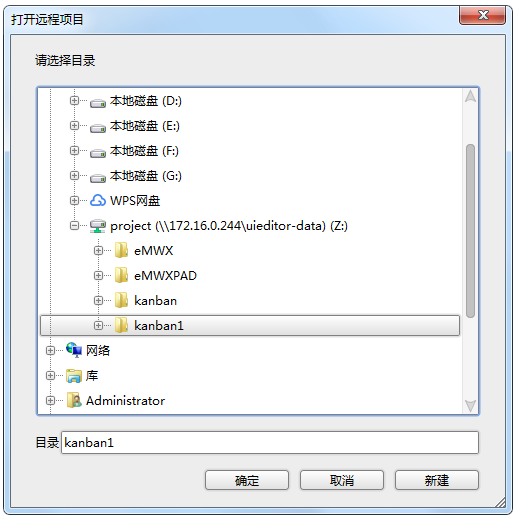 打开远程项目
请选择目录
本地磁盘 (D:)
本地磁盘 (E:)
本地磁盘 (F:)
本地磁盘 (G:)
WPS网盘
project (\\172.16.0.244\uieditor-data) (Z:)
eMWX
eMWXPAD
kanban
kanban1
网络
库
Administrator
目录 kanban1
确定 取消 新建